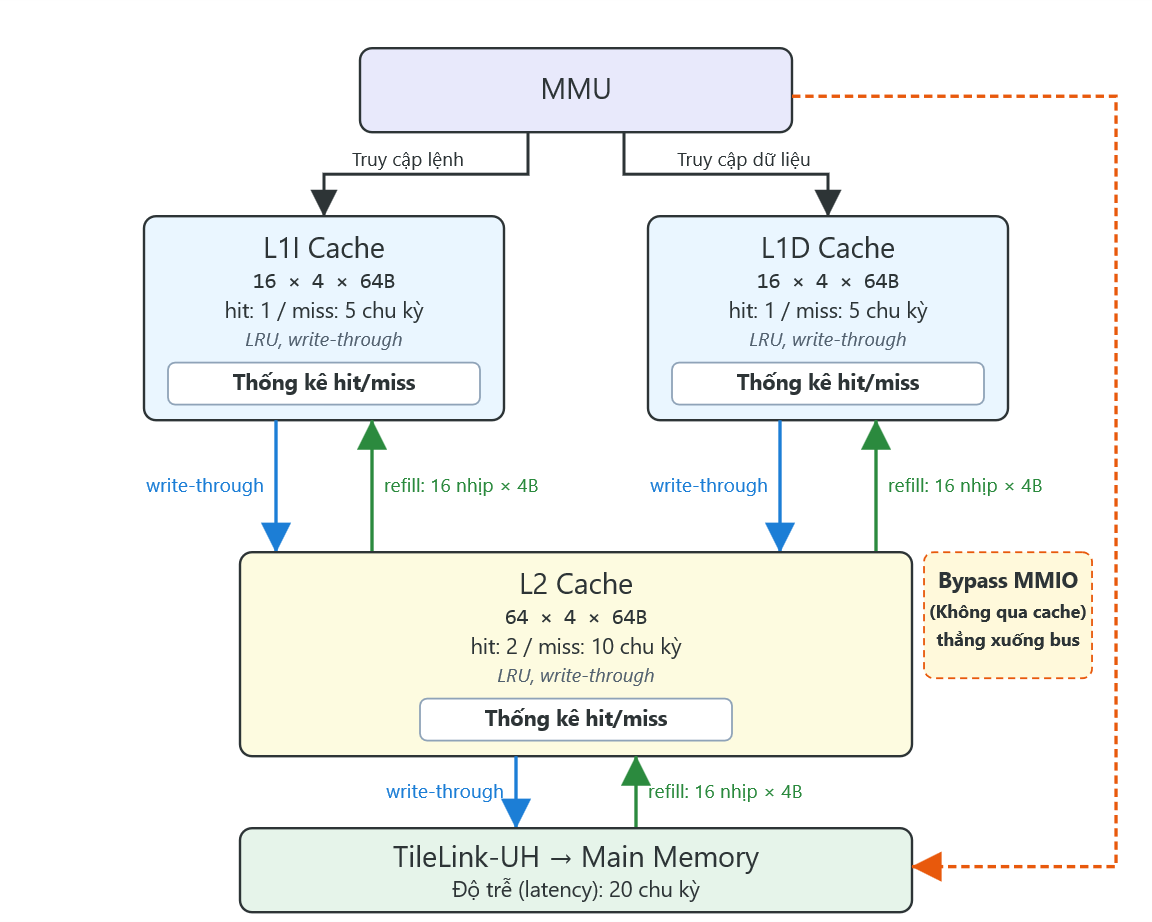 MMU
Truy cập lệnh
Truy cập dữ liệu
L1I Cache
16 × 4 × 64B
hit: 1 / miss: 5 chu kỳ
LRU, write-through
Thống kê hit/miss
L1D Cache
16 × 4 × 64B
hit: 1 / miss: 5 chu kỳ
LRU, write-through
Thống kê hit/miss
write-through
refill: 16 nhịp × 4B
write-through
refill: 16 nhịp × 4B
L2 Cache
64 × 4 × 64B
hit: 2 / miss: 10 chu kỳ
LRU, write-through
Thống kê hit/miss
Bypass MMIO
(Không qua cache)
thẳng xuống bus
write-through
refill: 16 nhịp × 4B
TileLink-UH → Main Memory
Độ trễ (latency): 20 chu kỳ